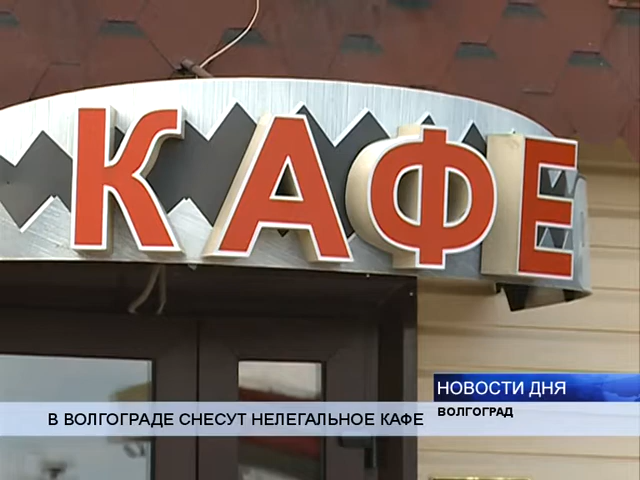 КАФЕ
НОВОСТИ ДНЯ
ВОЛГОГРАД
В ВОЛГОГРАДЕ СНЕСУТ НЕЛЕГАЛЬНОЕ КАФЕ